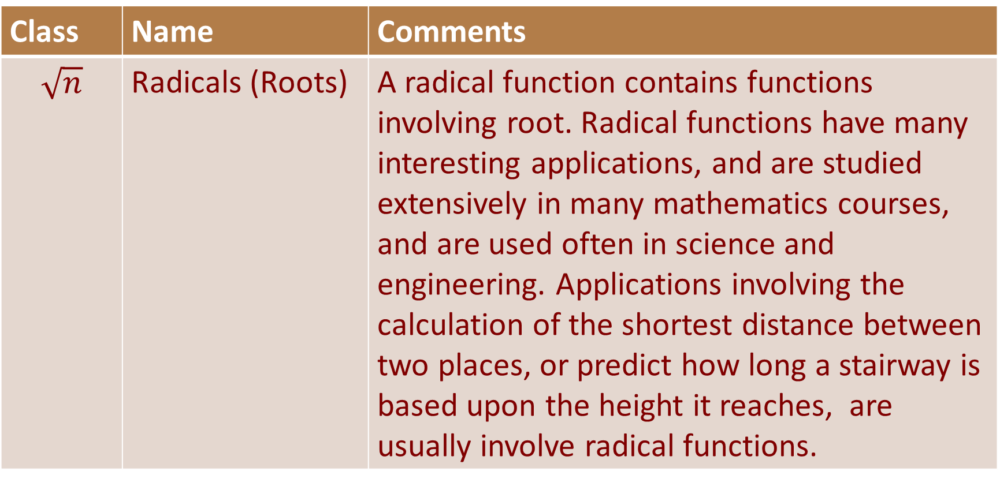 Class Name Comments
√n Radicals (Roots) A radical function contains functions
involving root. Radical functions have many
interesting applications, and are studied
extensively in many mathematics courses,
and are used often in science and
engineering. Applications involving the
calculation of the shortest distance between
two places, or predict how long a stairway is
based upon the height it reaches,  are
usually involve radical functions.